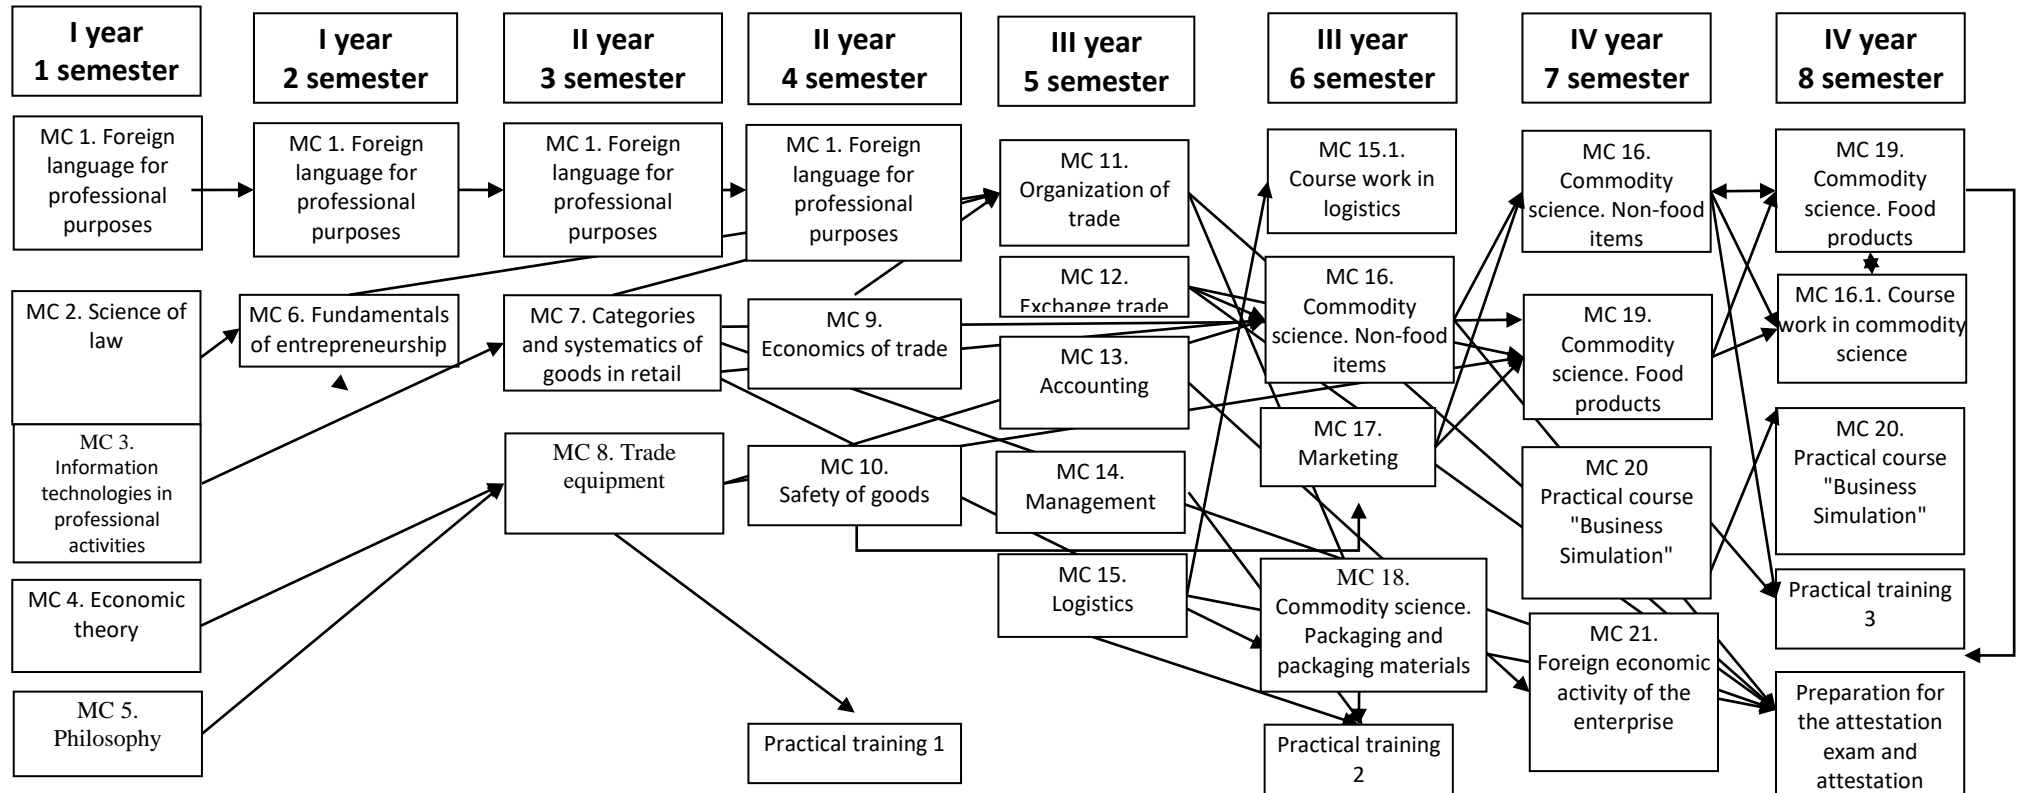 I year
1 semester
I year
2 semester
II year
3 semester
II year
4 semester
III year
5 semester
III year
6 semester
IV year
7 semester
IV year
8 semester
MC 1. Foreign
language for
professional
purposes
MC 2. Science of
law
MC 3.
Information
technologies in
professional
activities
MC 4. Economic
theory
MC 5.
Philosophy
MC 1. Foreign
language for
professional
purposes
MC 6. Fundamentals
of entrepreneurship
MC 1. Foreign
language for
professional
purposes
MC 7. Categories
and systematics of
goods in retail
MC 8. Trade
equipment
MC 1. Foreign
language for
professional
purposes
MC 9.
Economics of trade
MC 10.
Safety of goods
Practical training 1
MC 11.
Organization of
trade
MC 12.
Exchange trade
MC 13.
Accounting
MC 14.
Management
MC 15.
Logistics
MC 15.1.
Course work in
logistics
MC 16.
Commodity
science. Non-food
items
MC 17.
Marketing
MC 18.
Commodity science.
Packaging and
packaging materials
Practical training
2
MC 16.
Commodity
science. Non-food
items
MC 19.
Commodity
science. Food
products
MC 20
Practical course
"Business
Simulation"
MC 21.
Foreign economic
activity of the
enterprise
MC 19.
Commodity
science. Food
products
MC 16.1. Course
work in commodity
science
MC 20.
Practical course
"Business
Simulation"
Practical training
3
Preparation for
the attestation
exam and
attestation